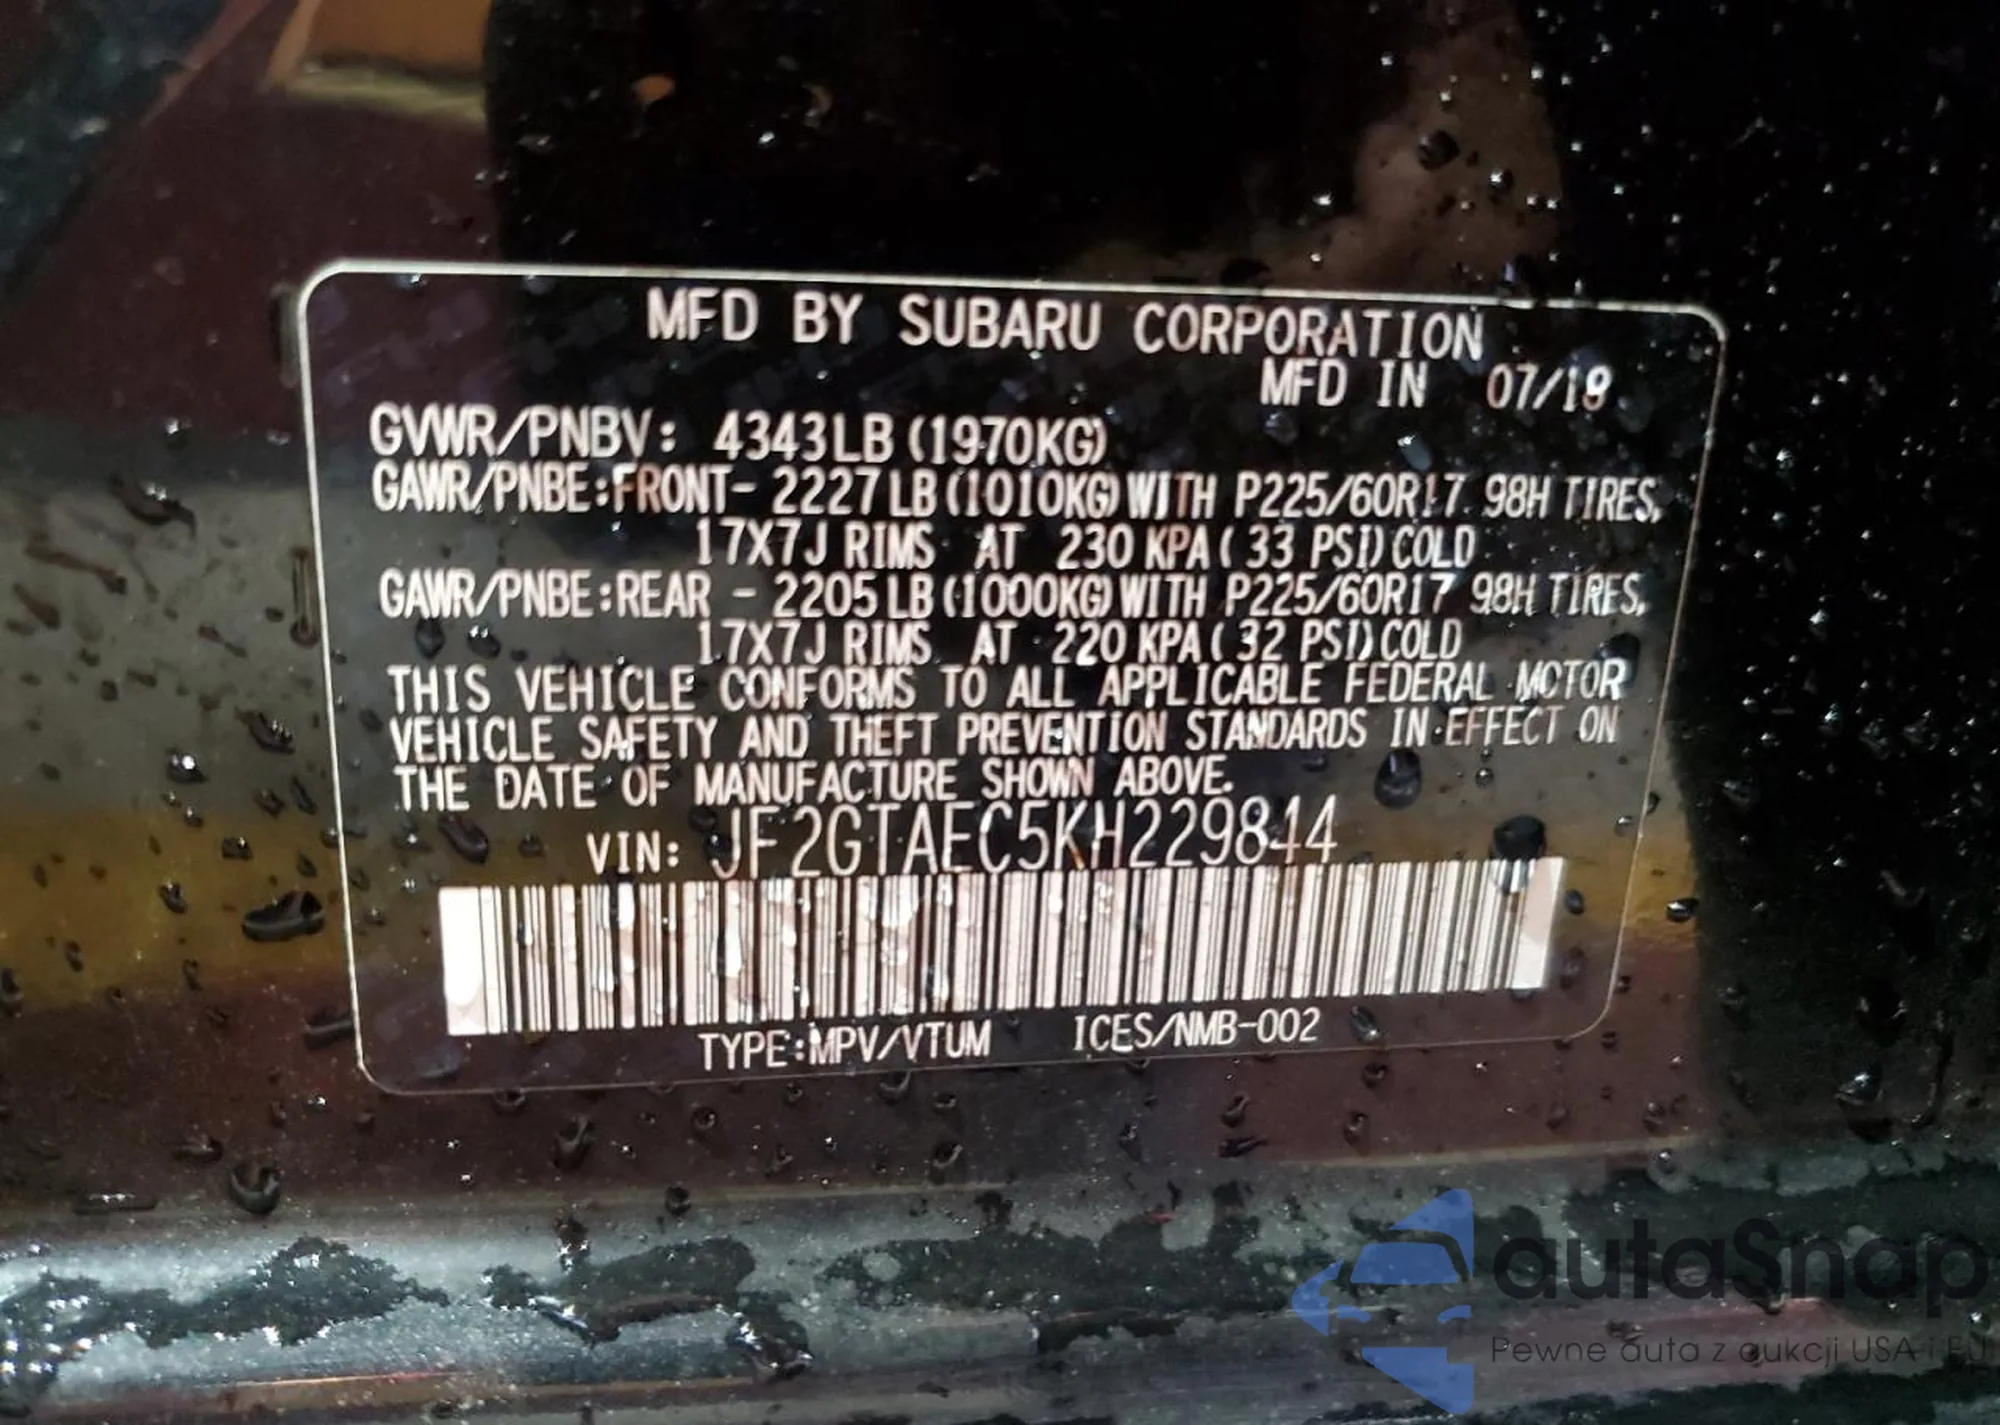 MFD BY SUBARU CORPORATION
MFD IN 07/18
GVWR/PNBV: 4343LB (1970KG)
GAWR/PNBE:FRONT- 2227LB(1010KG)WITH P225/60R17 98H TIRES,
17X7J RIMS AT 230 KPA( 33 PSI)COLD
GAWR/PNBE:REAR - 2205LB(1000KG)WITH P225/60R17 98H TIRES,
17X7J RIMS AT 220 KPA( 32 PSI)COLD
THIS VEHICLE CONFORMS TO ALL APPLICABLE FEDERAL MOTOR
VEHICLE SAFETY AND THEFT PREVENTION STANDARDS IN EFFECT ON
THE DATE OF MANUFACTURE SHOWN ABOVE.
VIN: JF2GTAEC5KH229844
TYPE:MPV/VTUM ICES/NMB-002
autaSnap
Pewne auta z aukcji USA i EU